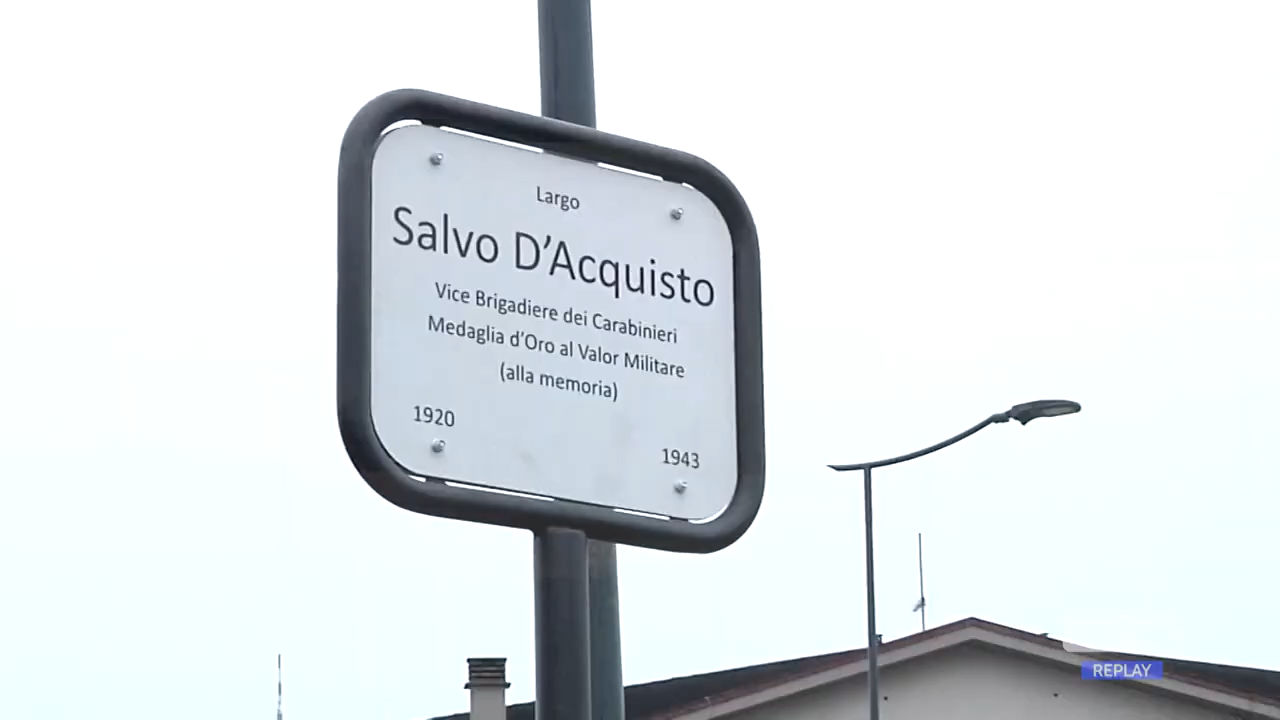 Largo
Salvo D'Acquisto
Vice Brigadiere dei Carabinieri
Medaglia d'Oro al Valor Militare
(alla memoria)
1920
1943
REPLAY